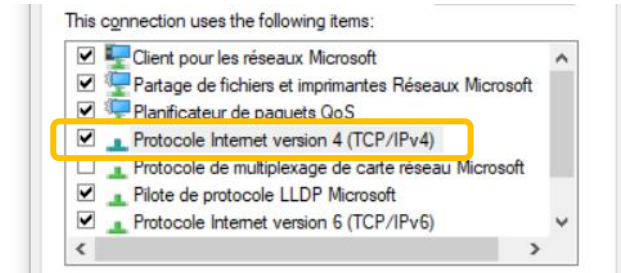 This connection uses the following items:
Client pour les réseaux Microsoft
Partage de fichiers et imprimantes Réseaux Microsoft
Planificateur de paquets QoS
Protocole Internet version 4 (TCP/IPv4)
Protocole de multiplexage de carte réseau Microsoft
Pilote de protocole LLDP Microsoft
Protocole Internet version 6 (TCP/IPv6)